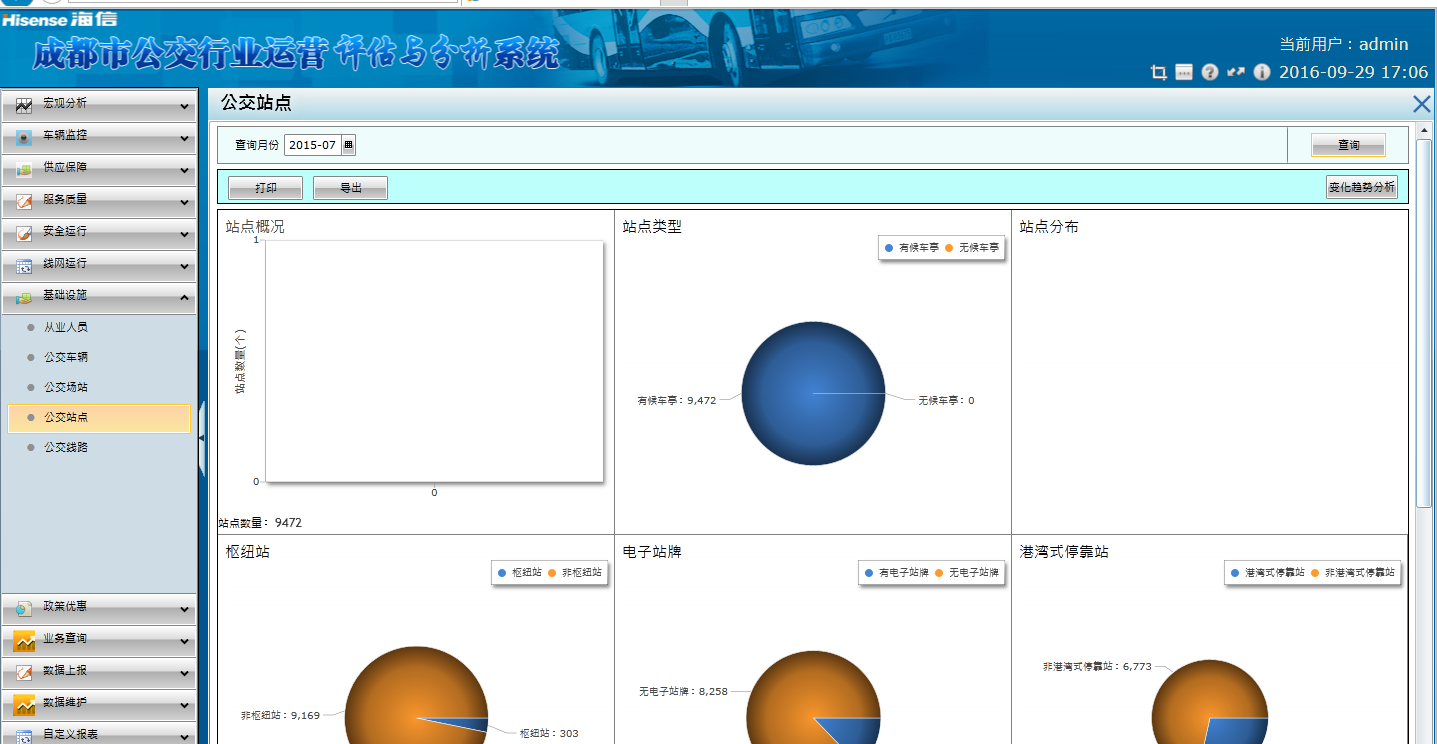 Hisense 海信
成都市公交行业运营评估与分析系统
当前用户：admin
2016-09-29 17:06
宏观分析
车辆监控
供应保障
服务质量
安全运行
线网运行
基础设施
从业人员
公交车辆
公交场站
公交站点
公交线路
政策优惠
业务查询
数据上报
数据维护
自定义报表
公交站点
查询月份 2015-07
查询
打印
导出
变化趋势分析
站点概况
1
站点数量(个)
0
0
站点数量：9472
站点类型
有候车亭 无候车亭
有候车亭：9,472
无候车亭：0
站点分布
枢纽站
枢纽站 非枢纽站
非枢纽站：9,169
枢纽站：303
电子站牌
有电子站牌 无电子站牌
无电子站牌：8,258
港湾式停靠站
港湾式停靠站 非港湾式停靠站
非港湾式停靠站：6,773